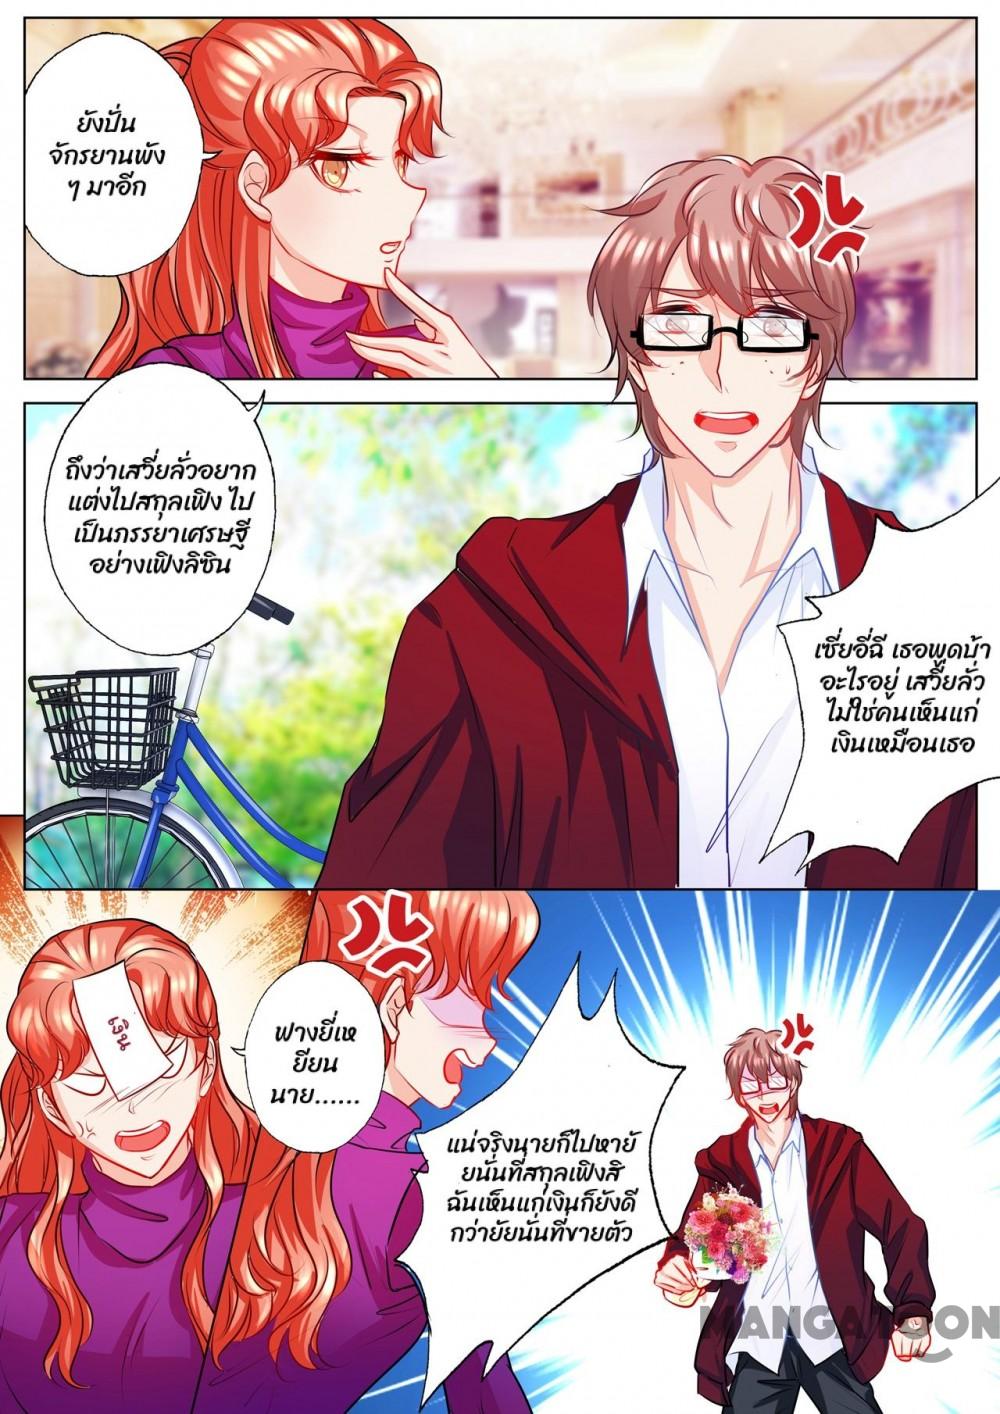 ยังปั่น
จักรยานพัง
ๆ มาอีก
ถึงว่าเสวี่ยลั่วอยาก
แต่งไปสกุลเฟิง ไป
เป็นภรรยาเศรษฐี
อย่างเฟิงลิซิน
เซี่ยอี่ฉี เธอพูดบ้า
อะไรอยู่ เสวี่ยลั่ว
ไม่ใช่คนเห็นแก่
เงินเหมือนเธอ
เงิน
ฟางยี่เห
ยียน
นาย......
แน่จริงนายก็ไปหายั
ยนั่นที่สกุลเฟิงสิ
ฉันเห็นแก่เงินก็ยังดี
กว่ายัยนั่นที่ขายตัว
MANGATOON